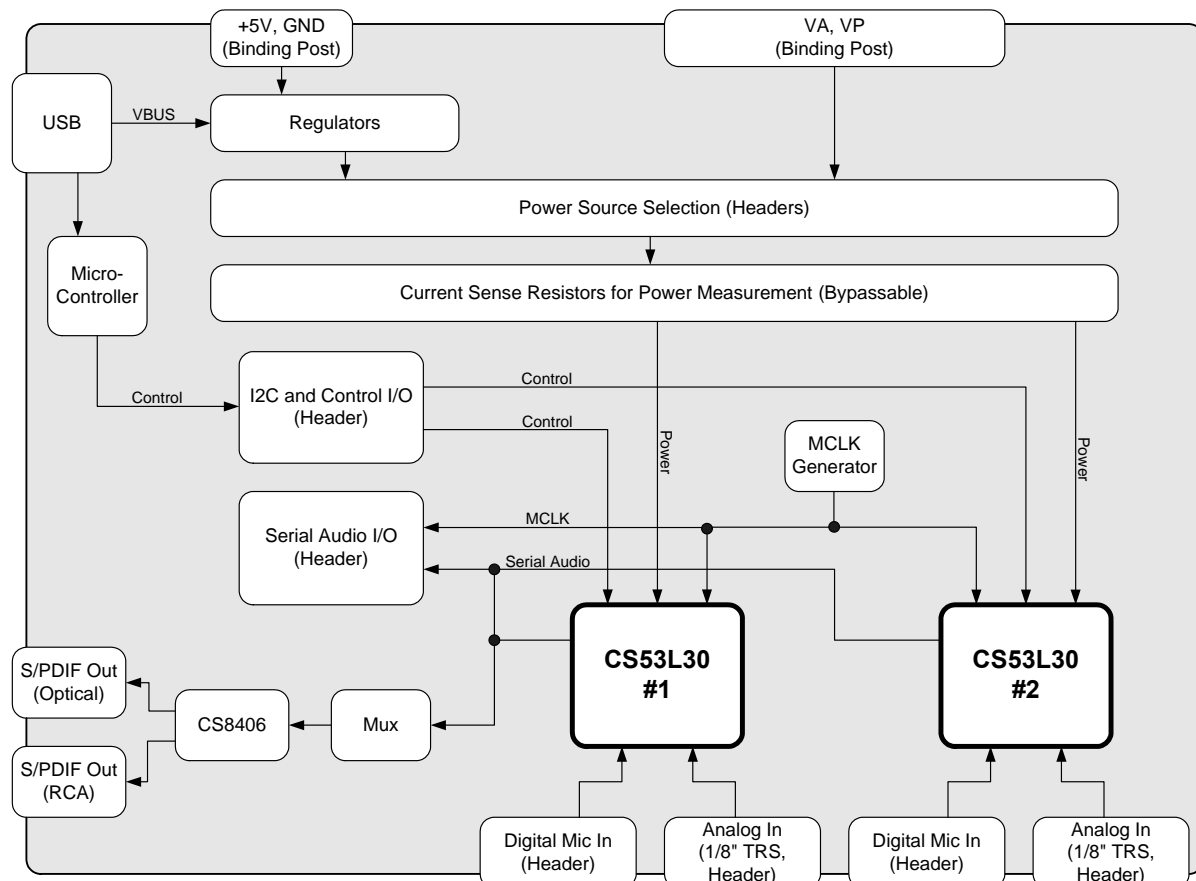 +5V, GND
(Binding Post)
VA, VP
(Binding Post)
USB
VBUS
Regulators
Power Source Selection (Headers)
Micro-
Controller
Current Sense Resistors for Power Measurement (Bypassable)
I2C and Control I/O
(Header)
Control
Control
Control
Power
Power
MCLK
Generator
Serial Audio I/O
(Header)
MCLK
Serial Audio
CS53L30
#1
CS53L30
#2
S/PDIF Out
(Optical)
CS8406
Mux
S/PDIF Out
(RCA)
Digital Mic In
(Header)
Analog In
(1/8" TRS,
Header)
Digital Mic In
(Header)
Analog In
(1/8" TRS,
Header)